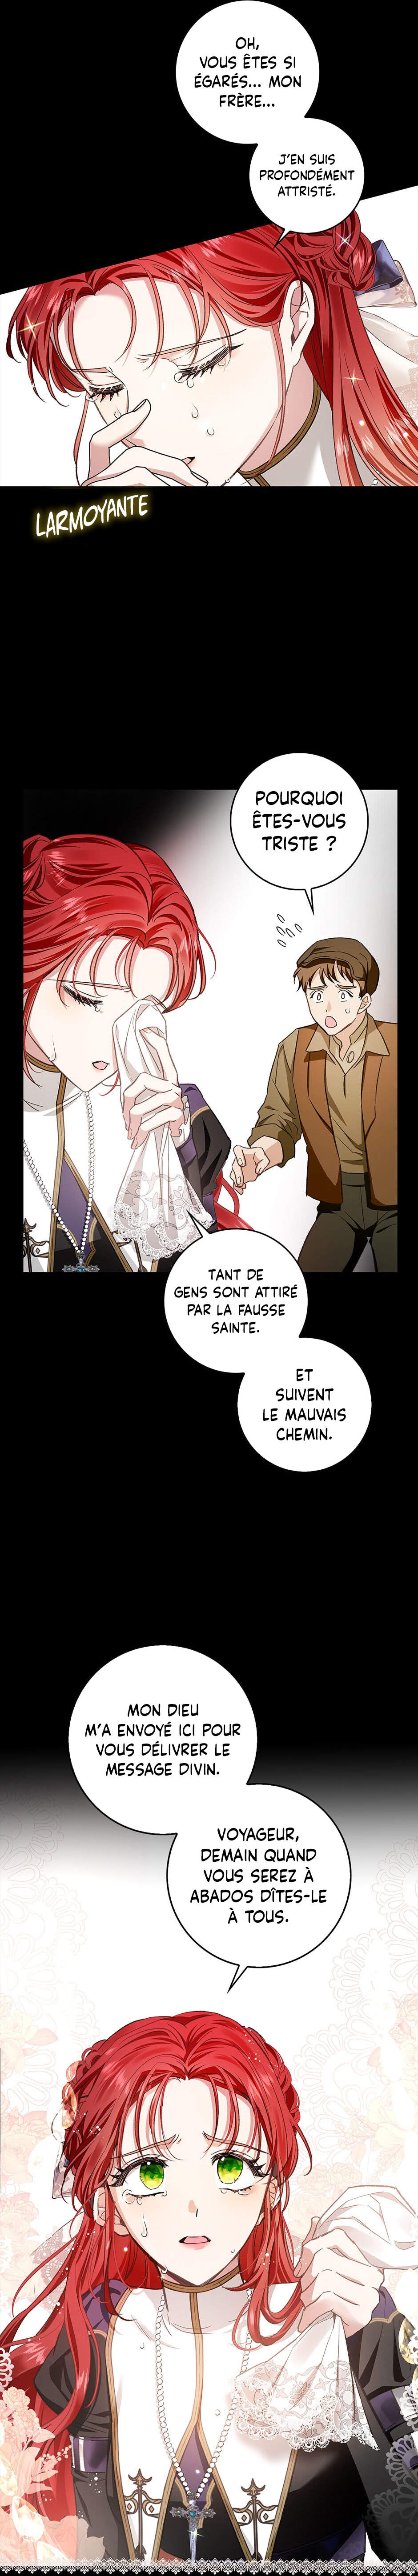 OH,
VOUS ÊTES SI
ÉGARÉS... MON
FRÈRE...
J'EN SUIS
PROFONDÉMENT
ATTRISTÉ.
LARMOYANTE
POURQUOI
ÊTES-VOUS
TRISTE ?
TANT DE
GENS SONT ATTIRÉ
PAR LA FAUSSE
SAINTE.
ET
SUIVENT
LE MAUVAIS
CHEMIN.
MON DIEU
M'A ENVOYÉ ICI POUR
VOUS DÉLIVRER LE
MESSAGE DIVIN.
VOYAGEUR,
DEMAIN QUAND
VOUS SEREZ À
ABADOS DÎTES-LE
À TOUS.